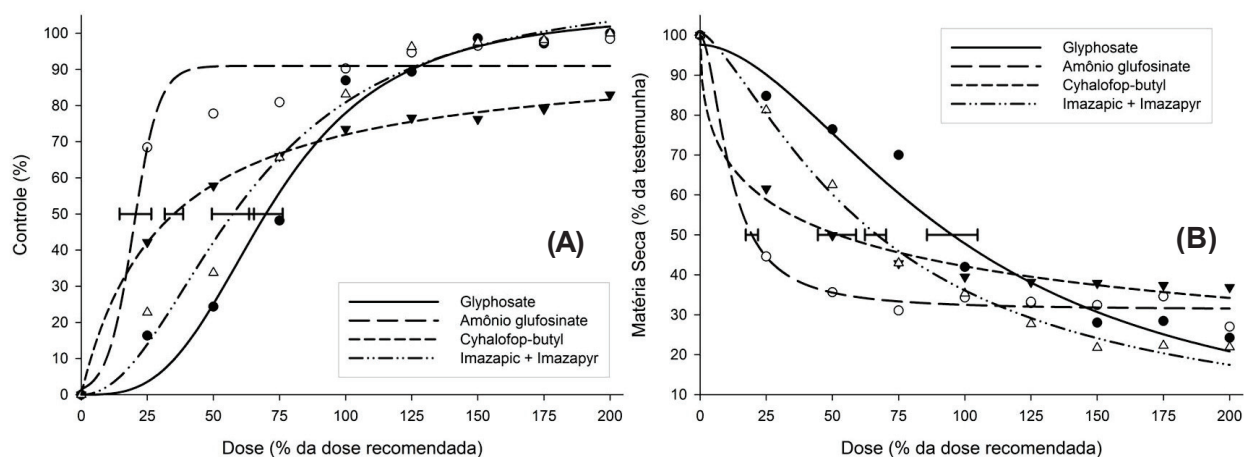 Controle (%)
100
90
80
70
60
50
40
30
20
10
0
(A)
Glyphosate
Amônio glufosinate
Cyhalofop-butyl
Imazapic + Imazapyr
0 25 50 75 100 125 150 175 200
Dose (% da dose recomendada)
Matéria Seca (% da testemunha)
100
90
80
70
60
50
40
30
20
10
Glyphosate
Amônio glufosinate
Cyhalofop-butyl
Imazapic + Imazapyr
(B)
0 25 50 75 100 125 150 175 200
Dose (% da dose recomendada)